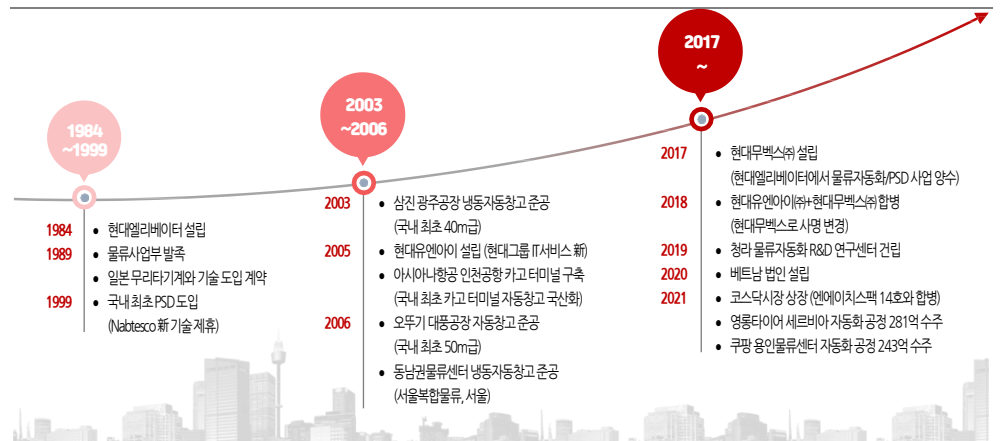 1984
~1999
1984 • 현대엘리베이터 설립
1989 • 물류사업부 발족
• 일본 무리타기계와 기술 도입 계약
1999 • 국내 최초 PSD 도입
(Nabtesco 新 기술 제휴)
2003
~2006
2003 • 삼진 광주공장 냉동자동창고 준공
(국내 최초 40m급)
2005 • 현대유엔아이 설립 (현대그룹 IT서비스 新)
• 아시아나항공 인천공항 카고 터미널 구축
(국내 최초 카고 터미널 자동창고 국산화)
2006 • 오뚜기 대풍공장 자동창고 준공
(국내 최초 50m급)
• 동남권물류센터 냉동자동창고 준공
(서울복합물류, 서울)
2017
~
2017 • 현대무벡스㈜ 설립
(현대엘리베이터에서 물류자동화/PSD 사업 양수)
2018 • 현대유엔아이㈜+현대무벡스㈜ 합병
(현대무벡스로 사명 변경)
2019 • 청라 물류자동화 R&D 연구센터 건립
2020 • 베트남 법인 설립
2021 • 코스닥시장 상장 (엔에이치스팩 14호와 합병)
• 영롱타이어 세르비아 자동화 공정 281억 수주
• 쿠팡 용인물류센터 자동화 공정 243억 수주